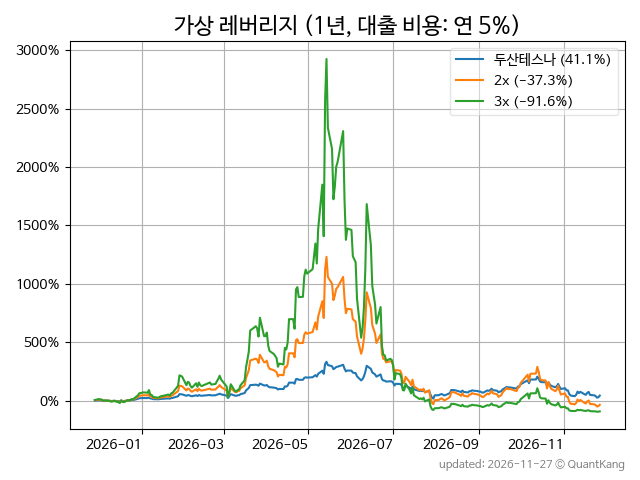 가상 레버리지 (1년, 대출 비용: 연 5%)
3000%
2500%
2000%
1500%
1000%
500%
0%
두산테스나 (41.1%)
2x (-37.3%)
3x (-91.6%)
2026-01
2026-03
2026-05
2026-07
2026-09
2026-11
updated: 2026-11-27 © QuantKang